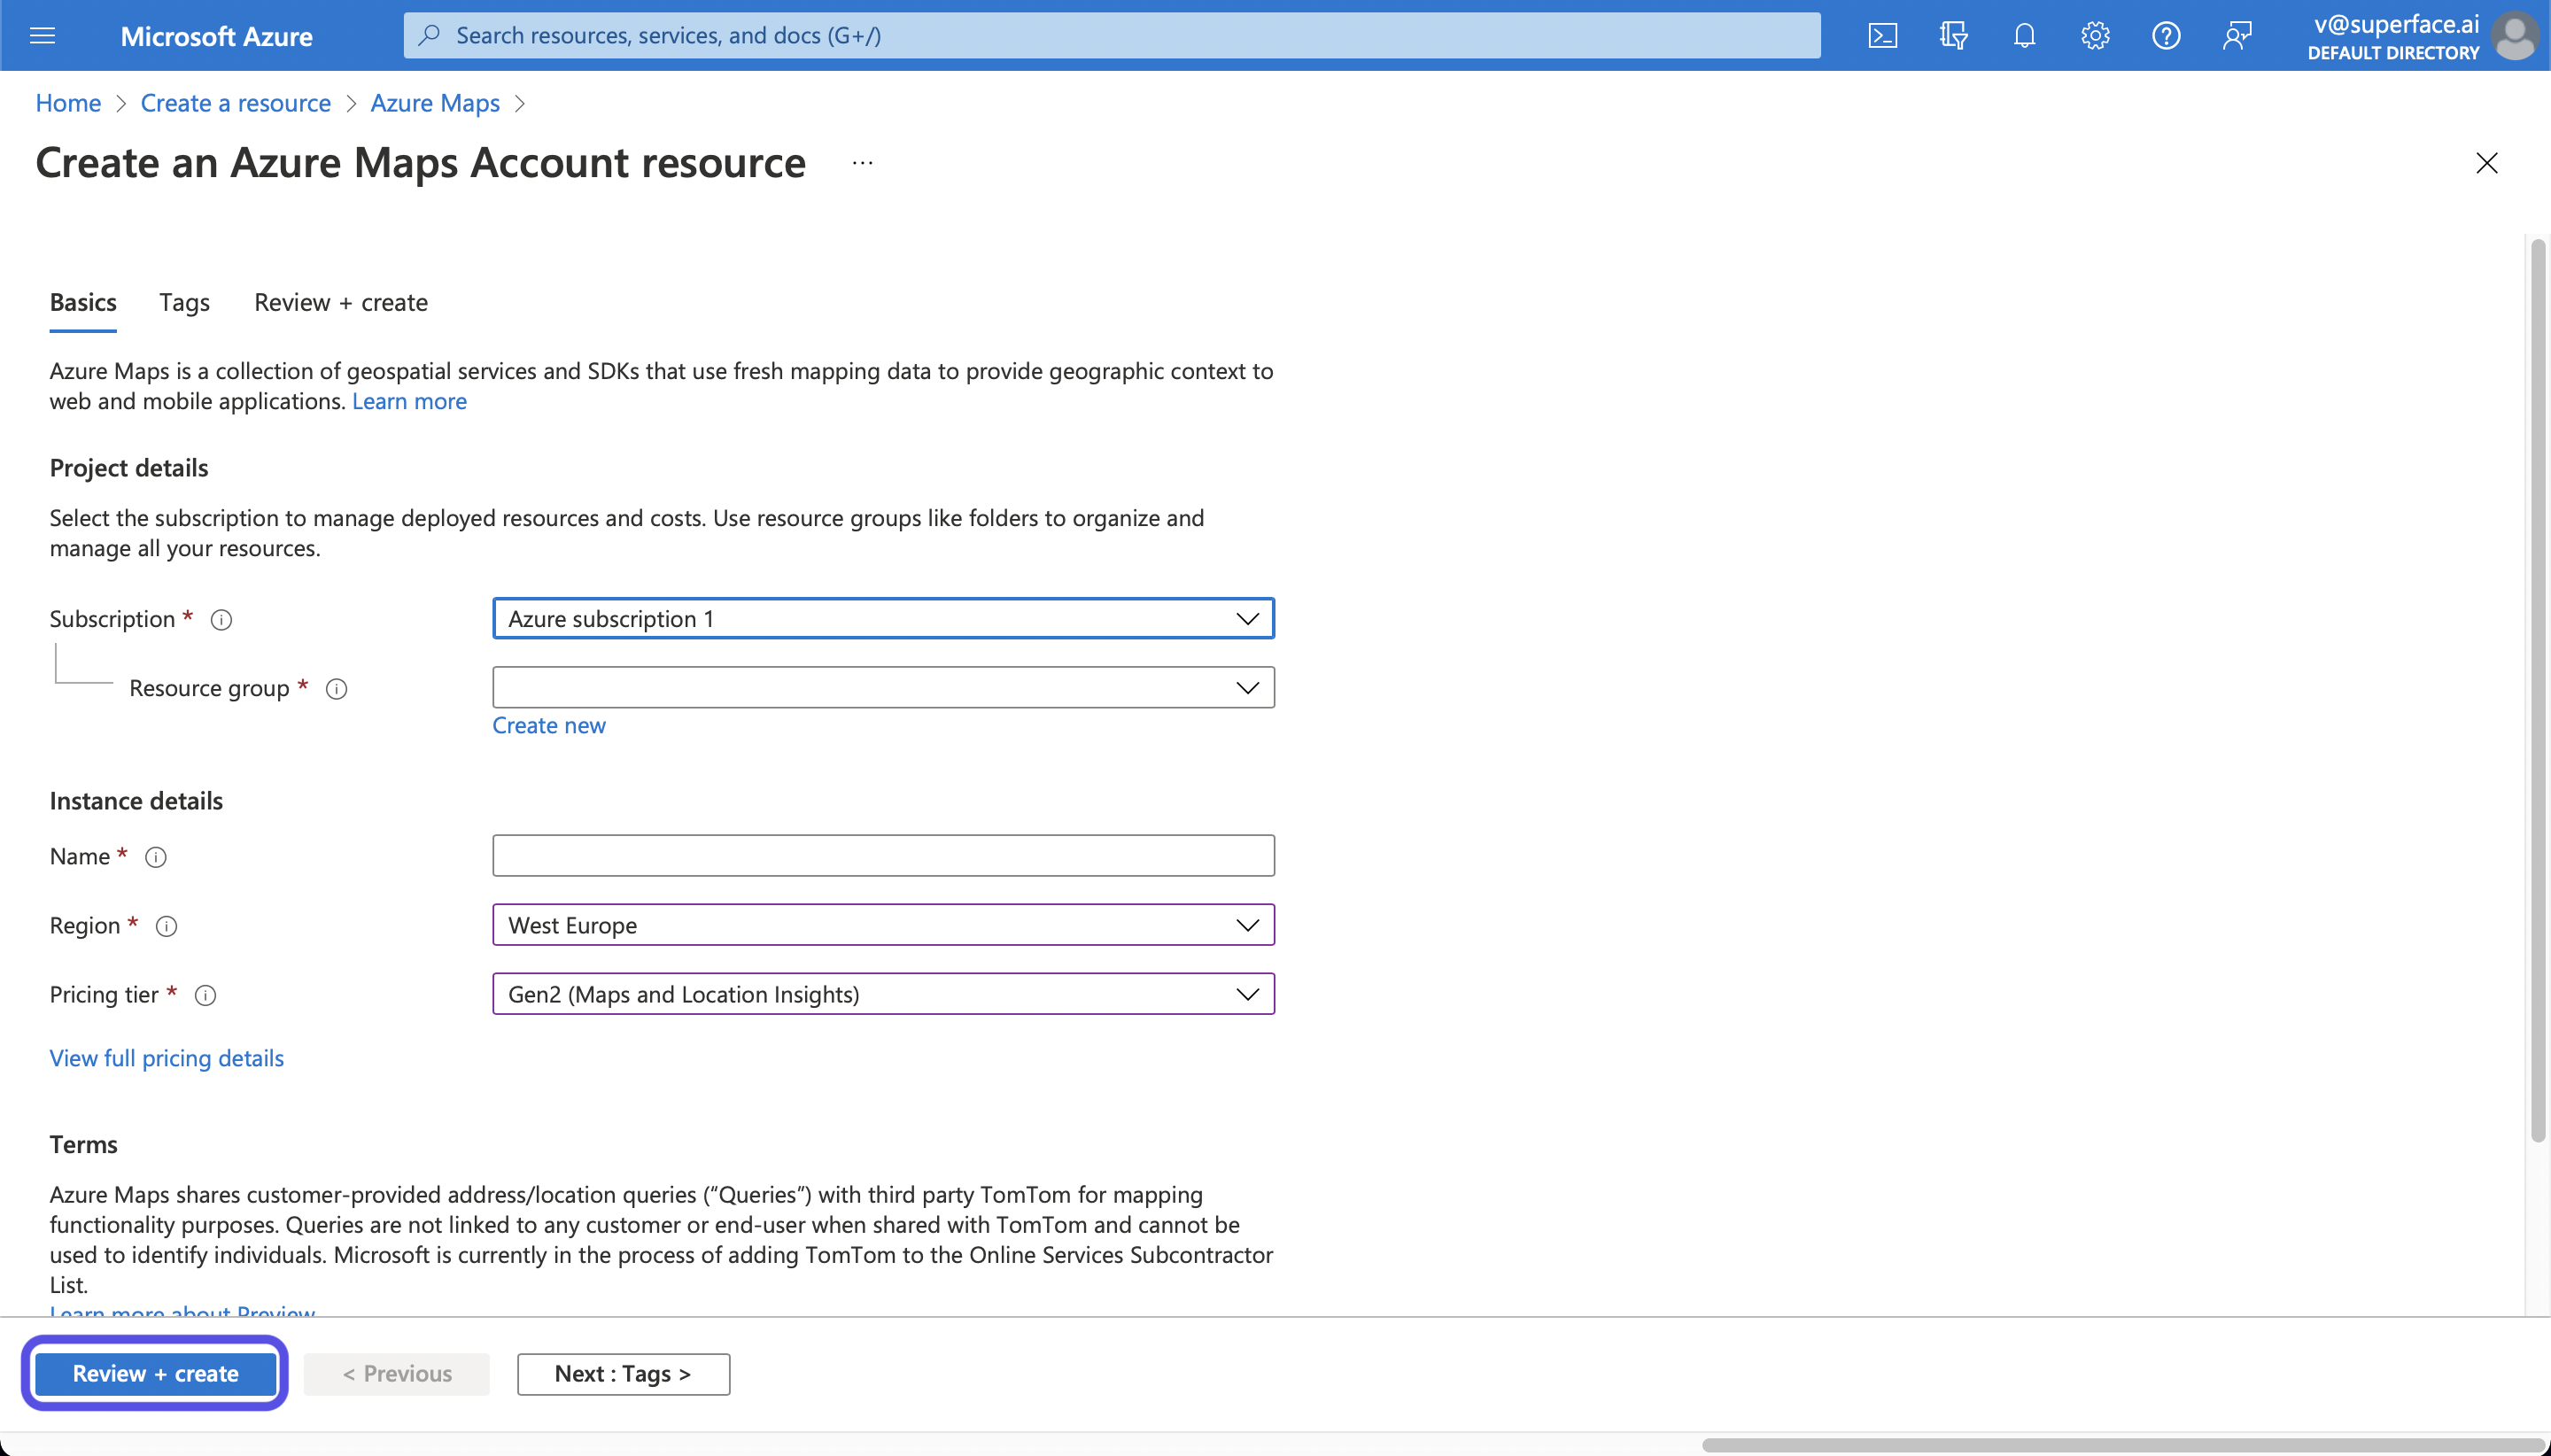 Microsoft Azure
Search resources, services, and docs (G+/)
v@superface.ai
DEFAULT DIRECTORY
Home > Create a resource > Azure Maps >
Create an Azure Maps Account resource ...
Basics Tags Review + create
Azure Maps is a collection of geospatial services and SDKs that use fresh mapping data to provide geographic context to
web and mobile applications. Learn more
Project details
Select the subscription to manage deployed resources and costs. Use resource groups like folders to organize and
manage all your resources.
Subscription *
Azure subscription 1
Resource group *
Create new
Instance details
Name *
Region *
West Europe
Pricing tier *
Gen2 (Maps and Location Insights)
View full pricing details
Terms
Azure Maps shares customer-provided address/location queries (“Queries”) with third party TomTom for mapping
functionality purposes. Queries are not linked to any customer or end-user when shared with TomTom and cannot be
used to identify individuals. Microsoft is currently in the process of adding TomTom to the Online Services Subcontractor
List.
Learn more about Preview
Review + create
< Previous
Next : Tags >